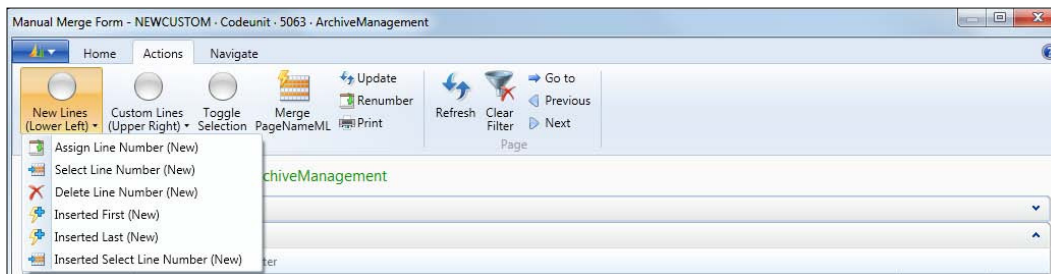 Manual Merge Form - NEWCUSTOM · Codeunit · 5063 · ArchiveManagement
Home Actions Navigate
New Lines (Lower Left)
Custom Lines (Upper Right)
Toggle Selection
Merge PageNameML
Update
Renumber
Print
Refresh
Clear Filter
Go to
Previous
Next
Page
Assign Line Number (New)
Select Line Number (New)
Delete Line Number (New)
Inserted First (New)
Inserted Last (New)
Inserted Select Line Number (New)
chiveManagement
ter